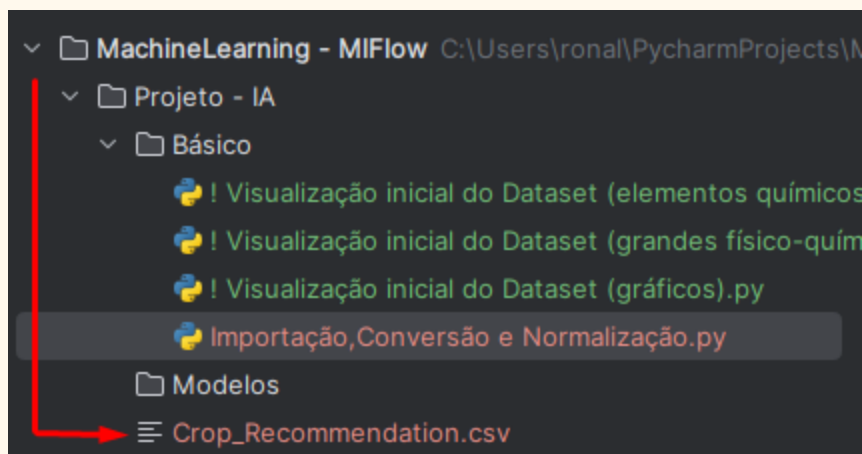 MachineLearning - MIFlow C:\Users\ronal\PycharmProjects\
Projeto - IA
Básico
! Visualização inicial do Dataset (elementos químicos
! Visualização inicial do Dataset (grandes físico-quím
! Visualização inicial do Dataset (gráficos).py
Importação,Conversão e Normalização.py
Modelos
Crop_Recommendation.csv